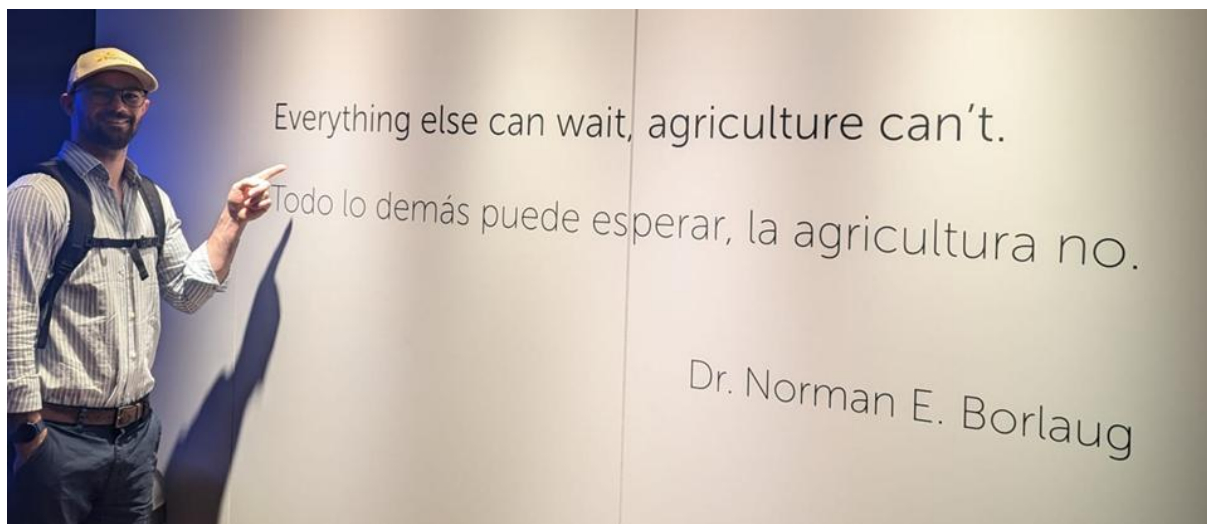 Everything else can wait, agriculture can't.
Todo lo demás puede esperar, la agricultura no.
Dr. Norman E. Borlaug